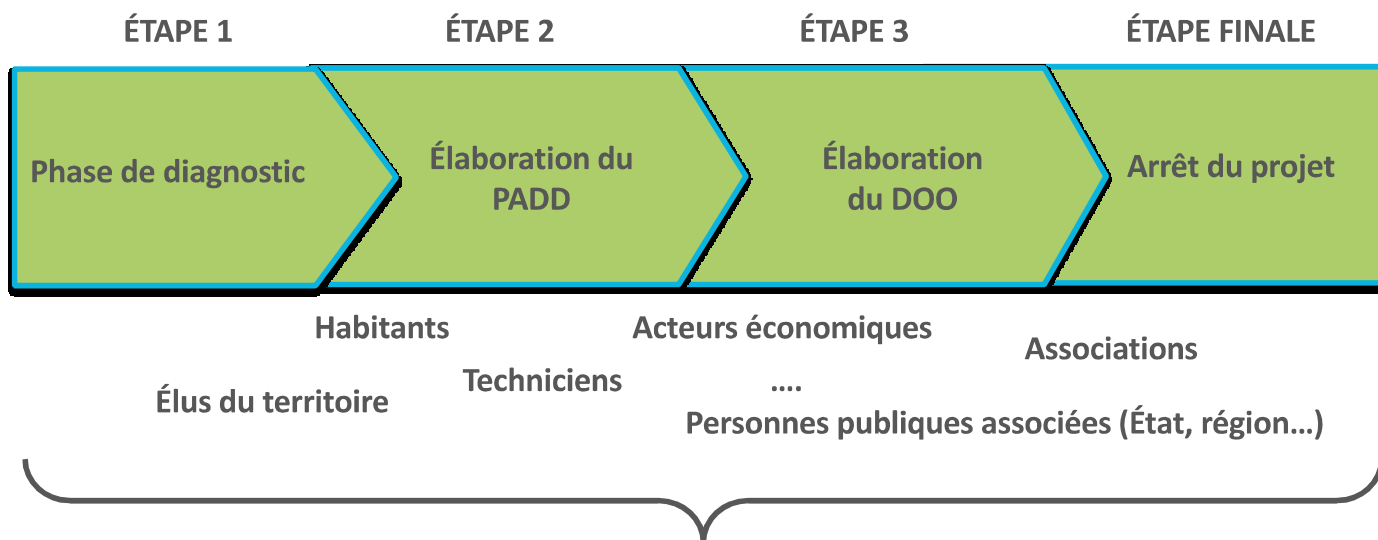 ÉTAPE 1
ÉTAPE 2
ÉTAPE 3
ÉTAPE FINALE
Phase de diagnostic
Élaboration du
PADD
Élaboration
du DOO
Arrêt du projet
Habitants
Acteurs économiques
Associations
Techniciens
....
Élus du territoire
Personnes publiques associées (État, région...)